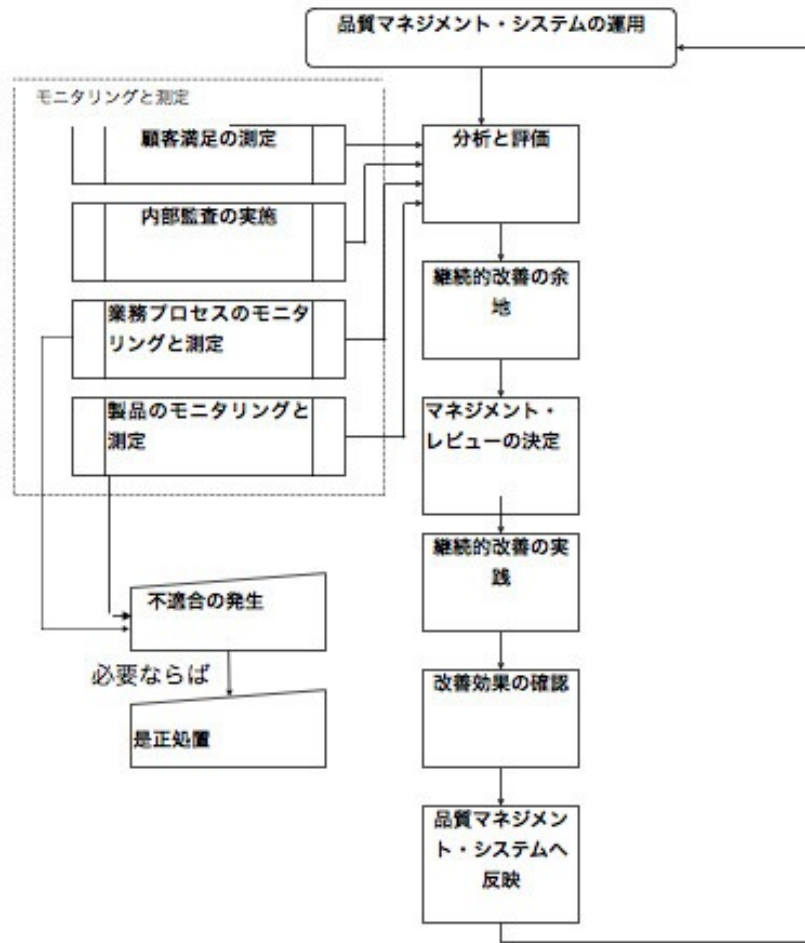 品質マネジメント・システムの運用
モニタリングと測定
顧客満足の測定
内部監査の実施
業務プロセスのモニタ
リングと測定
製品のモニタリングと
測定
不適合の発生
必要ならば
是正処置
分析と評価
継続的改善の余
地
マネジメント・
レビューの決定
継続的改善の実
践
改善効果の確認
品質マネジメン
ト・システムへ
反映